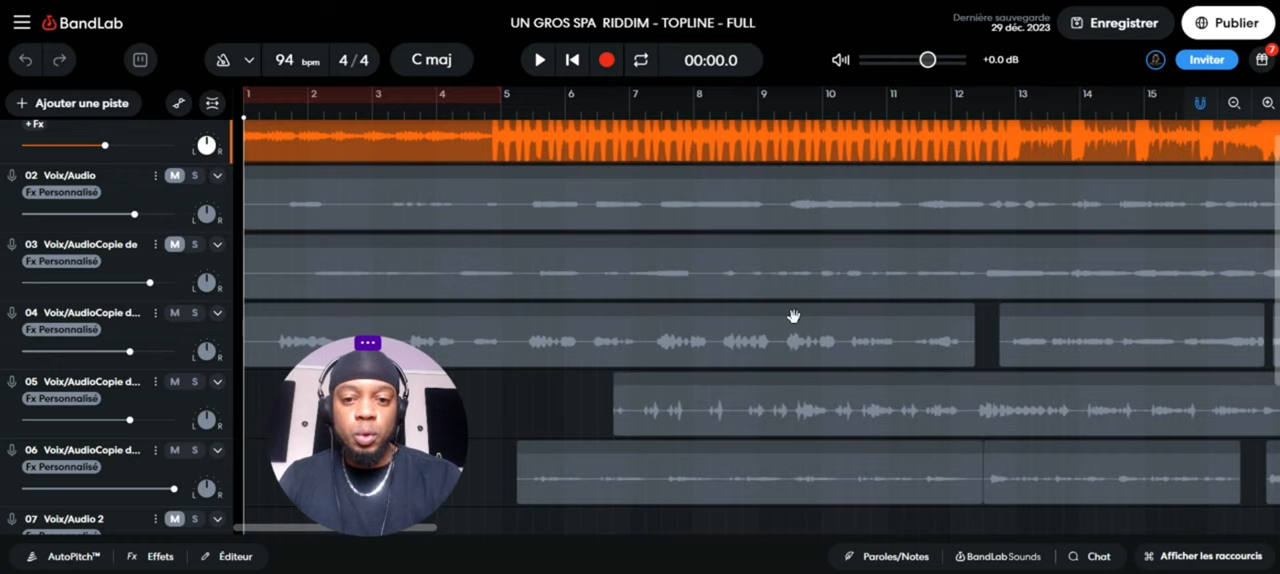 BandLab
UN GROS SPA RIDDIM - TOPLINE - FULL
Dernière sauvegarde
29 déc. 2023
Enregistrer
Publier
94 bpm
4 / 4
C maj
00:00.0
+0.0 dB
Inviter
7
+ Ajouter une piste
1 2 3 4 5 6 7 8 9 10 11 12 13 14 15
+ Fx
L R
02 Voix/Audio M S
Fx Personnalisé
L R
03 Voix/AudioCopie de M S
Fx Personnalisé
L R
04 Voix/AudioCopie d... M S
Fx Personnalisé
L R
05 Voix/AudioCopie d... M S
Fx Personnalisé
L R
06 Voix/AudioCopie d... M S
Fx Personnalisé
L R
07 Voix/Audio 2 M S
AutoPitch™
Fx Effets
Éditeur
Paroles/Notes
BandLab Sounds
Chat
⌘ Afficher les raccourcis